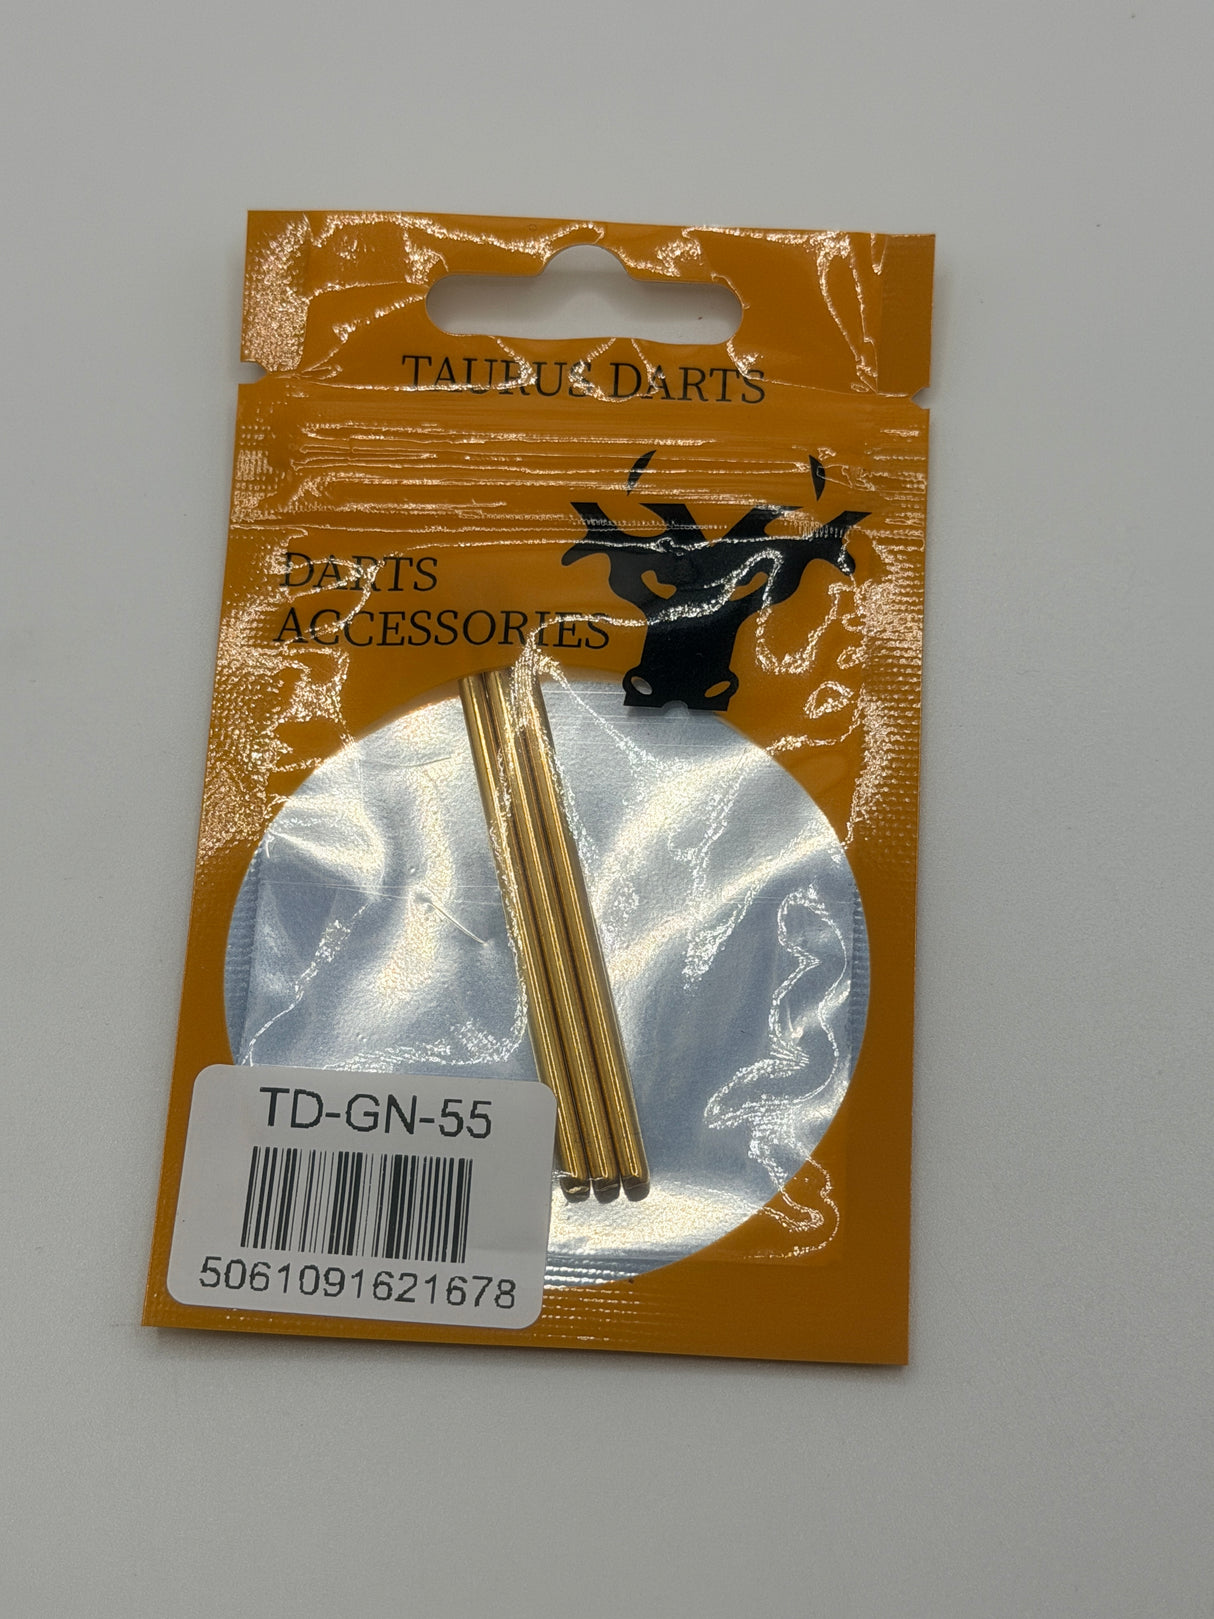 TAURUS DARTS
DARTS
ACCESSORIES
TD-GN-55
5061091621678